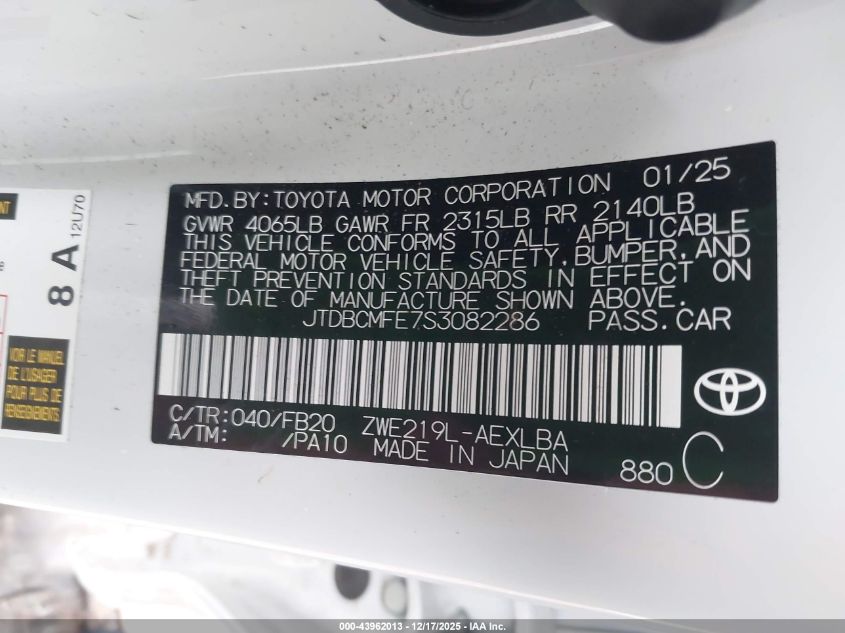 MFD. BY: TOYOTA MOTOR CORPORATION 01/25
GVWR 4065LB GAWR FR 2315LB RR 2140LB
THIS VEHICLE CONFORMS TO ALL APPLICABLE
FEDERAL MOTOR VEHICLE SAFETY, BUMPER, AND
THEFT PREVENTION STANDARDS IN EFFECT ON
THE DATE OF MANUFACTURE SHOWN ABOVE.
JTDBCMFE7S3082286 PASS. CAR
C/TR: 040/FB20 ZWE219L-AEXLBA
A/TM: /PA10 MADE IN JAPAN
880 C
8 A 12U70
VOIR LE MANUEL
DE L'USAGER
POUR PLUS DE
RENSEIGNEMENTS
000-43962013 - 12/17/2025 - IAA Inc.